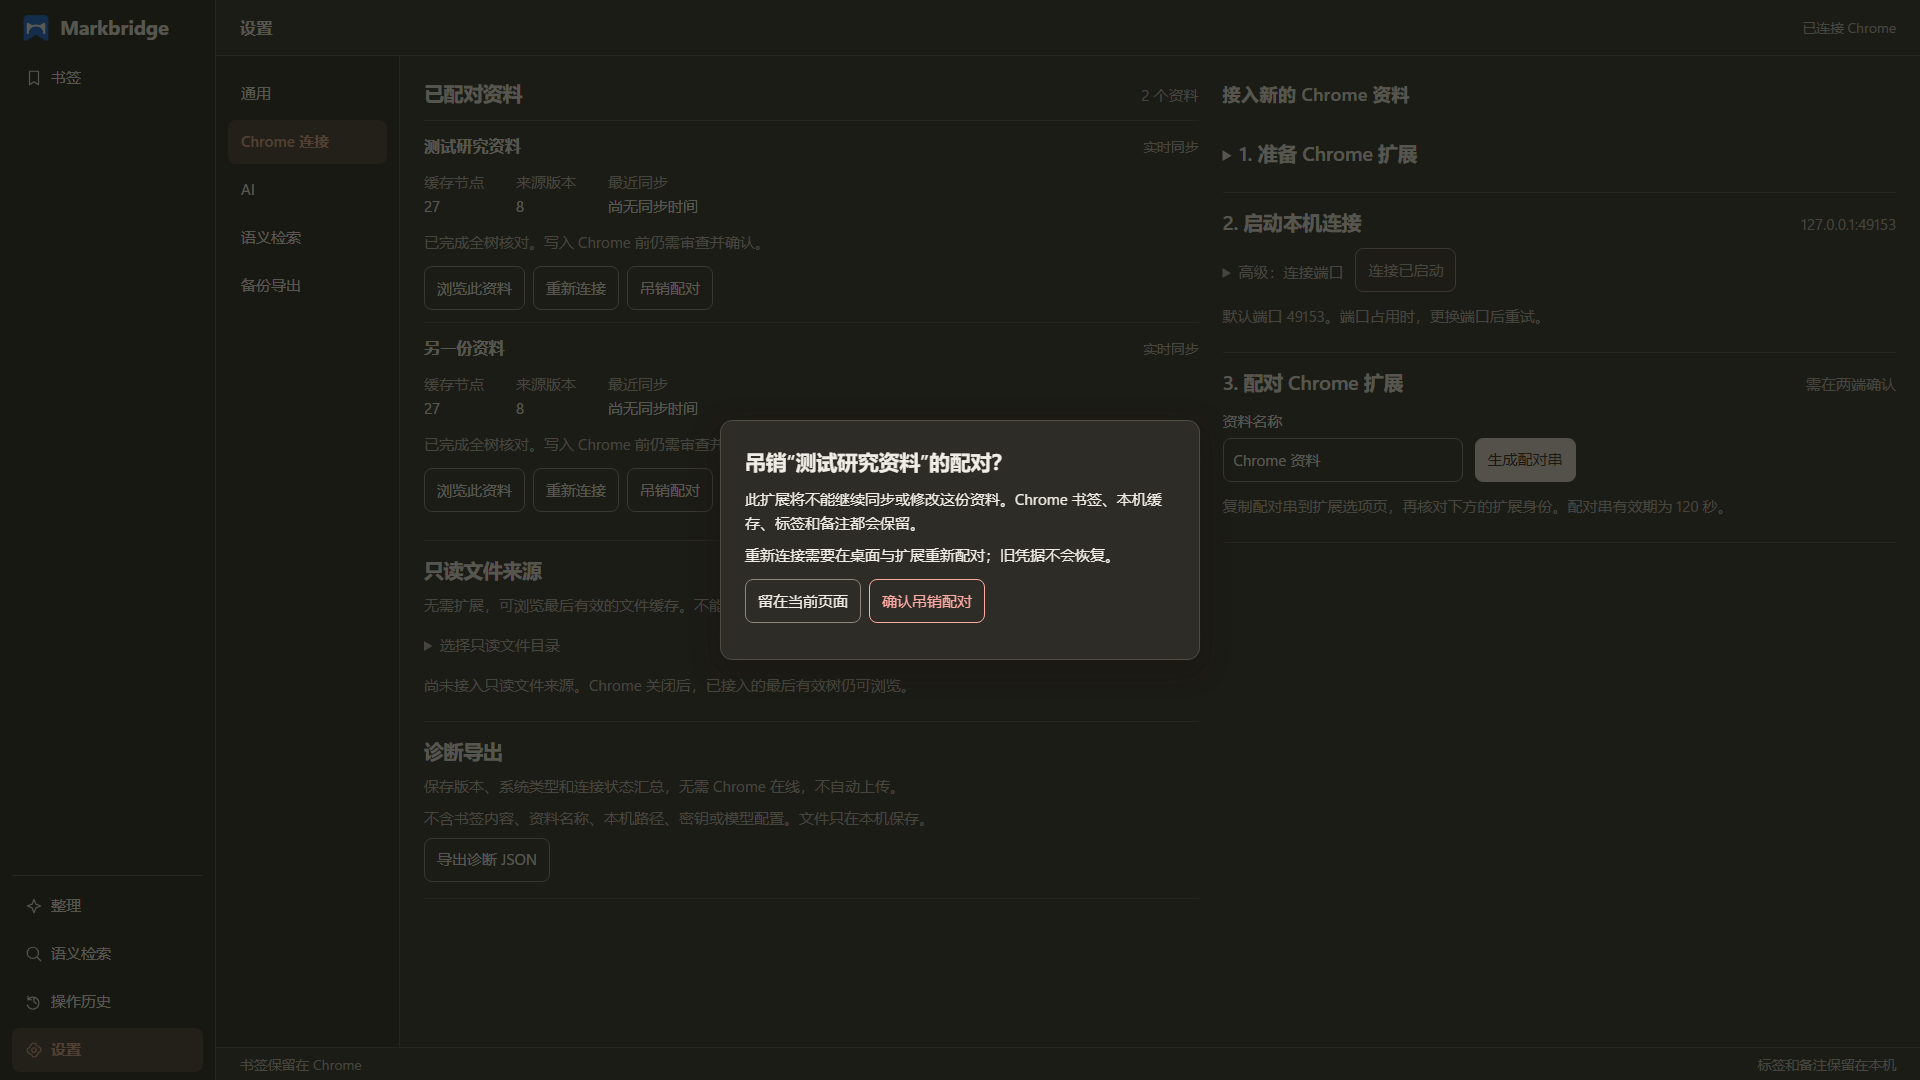 Markbridge
书签
整理
语义检索
操作历史
设置
设置
已连接 Chrome
通用
Chrome 连接
AI
语义检索
备份导出
已配对资料
2 个资料
测试研究资料
实时同步
缓存节点 来源版本 最近同步
27 8 尚无同步时间
已完成全树核对。写入 Chrome 前仍需审查并确认。
浏览此资料 重新连接 吊销配对
另一份资料
实时同步
缓存节点 来源版本 最近同步
27 8 尚无同步时间
已完成全树核对。写入 Chrome 前仍需审查并
浏览此资料 重新连接 吊销配对
只读文件来源
无需扩展，可浏览最后有效的文件缓存。不能
选择只读文件目录
尚未接入只读文件来源。Chrome 关闭后，已接入的最后有效树仍可浏览。
诊断导出
保存版本、系统类型和连接状态汇总，无需 Chrome 在线，不自动上传。
不含书签内容、资料名称、本机路径、密钥或模型配置。文件只在本机保存。
导出诊断 JSON
接入新的 Chrome 资料
1. 准备 Chrome 扩展
2. 启动本机连接
127.0.0.1:49153
高级：连接端口 连接已启动
默认端口 49153。端口占用时，更换端口后重试。
3. 配对 Chrome 扩展
需在两端确认
资料名称
Chrome 资料 生成配对串
复制配对串到扩展选项页，再核对下方的扩展身份。配对串有效期为 120 秒。
吊销“测试研究资料”的配对？
此扩展将不能继续同步或修改这份资料。Chrome 书签、本机缓
存、标签和备注都会保留。
重新连接需要在桌面与扩展重新配对；旧凭据不会恢复。
留在当前页面 确认吊销配对
书签保留在 Chrome
标签和备注保留在本机